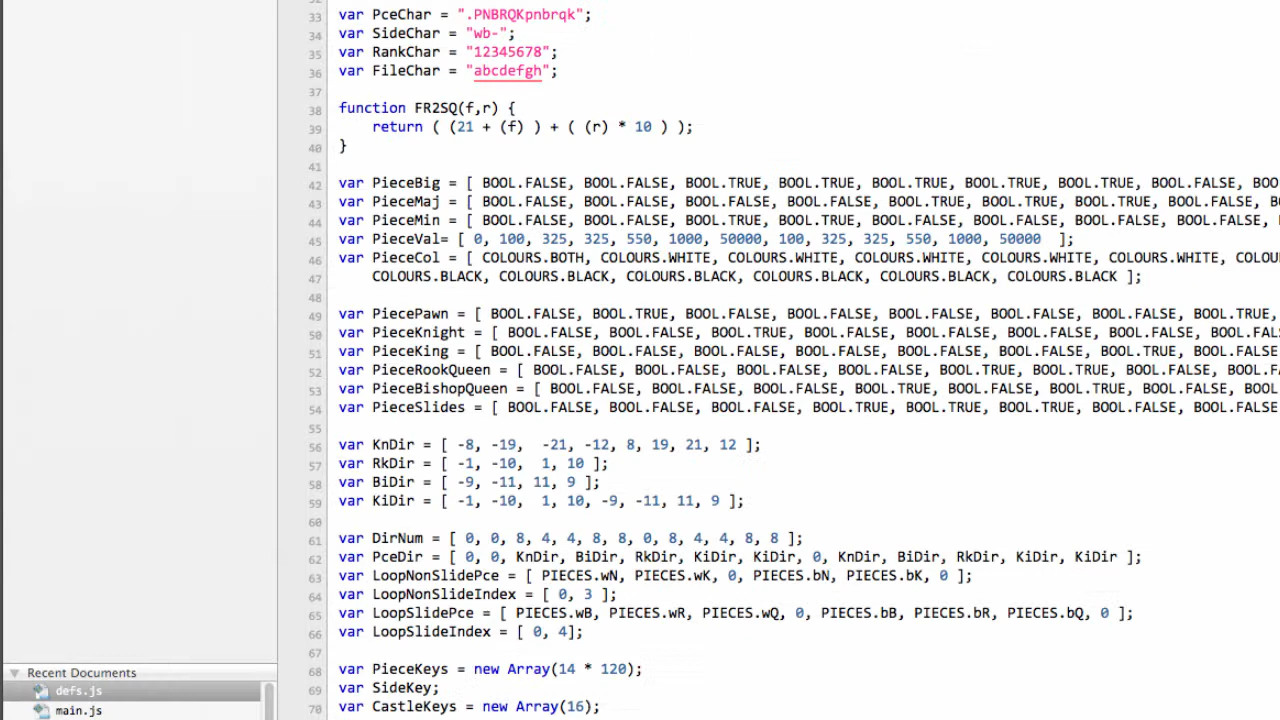 32
33 var PceChar = ".PNBRQKpnbrqk";
34 var SideChar = "wb-";
35 var RankChar = "12345678";
36 var FileChar = "abcdefgh";
37
38 function FR2SQ(f,r) {
39 return ( (21 + (f) ) + ( (r) * 10 ) );
40 }
41
42 var PieceBig = [ BOOL.FALSE, BOOL.FALSE, BOOL.TRUE, BOOL.TRUE, BOOL.TRUE, BOOL.TRUE, BOOL.TRUE, BOOL.FALSE, BOO
43 var PieceMaj = [ BOOL.FALSE, BOOL.FALSE, BOOL.FALSE, BOOL.FALSE, BOOL.TRUE, BOOL.TRUE, BOOL.TRUE, BOOL.FALSE, BO
44 var PieceMin = [ BOOL.FALSE, BOOL.FALSE, BOOL.TRUE, BOOL.TRUE, BOOL.FALSE, BOOL.FALSE, BOOL.FALSE, BOOL.FALSE,
45 var PieceVal= [ 0, 100, 325, 325, 550, 1000, 50000, 100, 325, 325, 550, 1000, 50000 ];
46 var PieceCol = [ COLOURS.BOTH, COLOURS.WHITE, COLOURS.WHITE, COLOURS.WHITE, COLOURS.WHITE, COLOURS.WHITE, COLOU
47 COLOURS.BLACK, COLOURS.BLACK, COLOURS.BLACK, COLOURS.BLACK, COLOURS.BLACK, COLOURS.BLACK ];
48
49 var PiecePawn = [ BOOL.FALSE, BOOL.TRUE, BOOL.FALSE, BOOL.FALSE, BOOL.FALSE, BOOL.FALSE, BOOL.FALSE, BOOL.TRUE,
50 var PieceKnight = [ BOOL.FALSE, BOOL.FALSE, BOOL.TRUE, BOOL.FALSE, BOOL.FALSE, BOOL.FALSE, BOOL.FALSE, BOOL.FAL
51 var PieceKing = [ BOOL.FALSE, BOOL.FALSE, BOOL.FALSE, BOOL.FALSE, BOOL.FALSE, BOOL.FALSE, BOOL.TRUE, BOOL.FALSE
52 var PieceRookQueen = [ BOOL.FALSE, BOOL.FALSE, BOOL.FALSE, BOOL.FALSE, BOOL.TRUE, BOOL.TRUE, BOOL.FALSE, BOOL.FA
53 var PieceBishopQueen = [ BOOL.FALSE, BOOL.FALSE, BOOL.FALSE, BOOL.TRUE, BOOL.FALSE, BOOL.TRUE, BOOL.FALSE, BOOL.
54 var PieceSlides = [ BOOL.FALSE, BOOL.FALSE, BOOL.FALSE, BOOL.TRUE, BOOL.TRUE, BOOL.TRUE, BOOL.FALSE, BOOL.FALSE
55
56 var KnDir = [ -8, -19, -21, -12, 8, 19, 21, 12 ];
57 var RkDir = [ -1, -10, 1, 10 ];
58 var BiDir = [ -9, -11, 11, 9 ];
59 var KiDir = [ -1, -10, 1, 10, -9, -11, 11, 9 ];
60
61 var DirNum = [ 0, 0, 8, 4, 4, 8, 8, 0, 8, 4, 4, 8, 8 ];
62 var PceDir = [ 0, 0, KnDir, BiDir, RkDir, KiDir, KiDir, 0, KnDir, BiDir, RkDir, KiDir, KiDir ];
63 var LoopNonSlidePce = [ PIECES.wN, PIECES.wK, 0, PIECES.bN, PIECES.bK, 0 ];
64 var LoopNonSlideIndex = [ 0, 3 ];
65 var LoopSlidePce = [ PIECES.wB, PIECES.wR, PIECES.wQ, 0, PIECES.bB, PIECES.bR, PIECES.bQ, 0 ];
66 var LoopSlideIndex = [ 0, 4];
67
68 var PieceKeys = new Array(14 * 120);
69 var SideKey;
70 var CastleKeys = new Array(16);
Recent Documents
defs.js
main.js